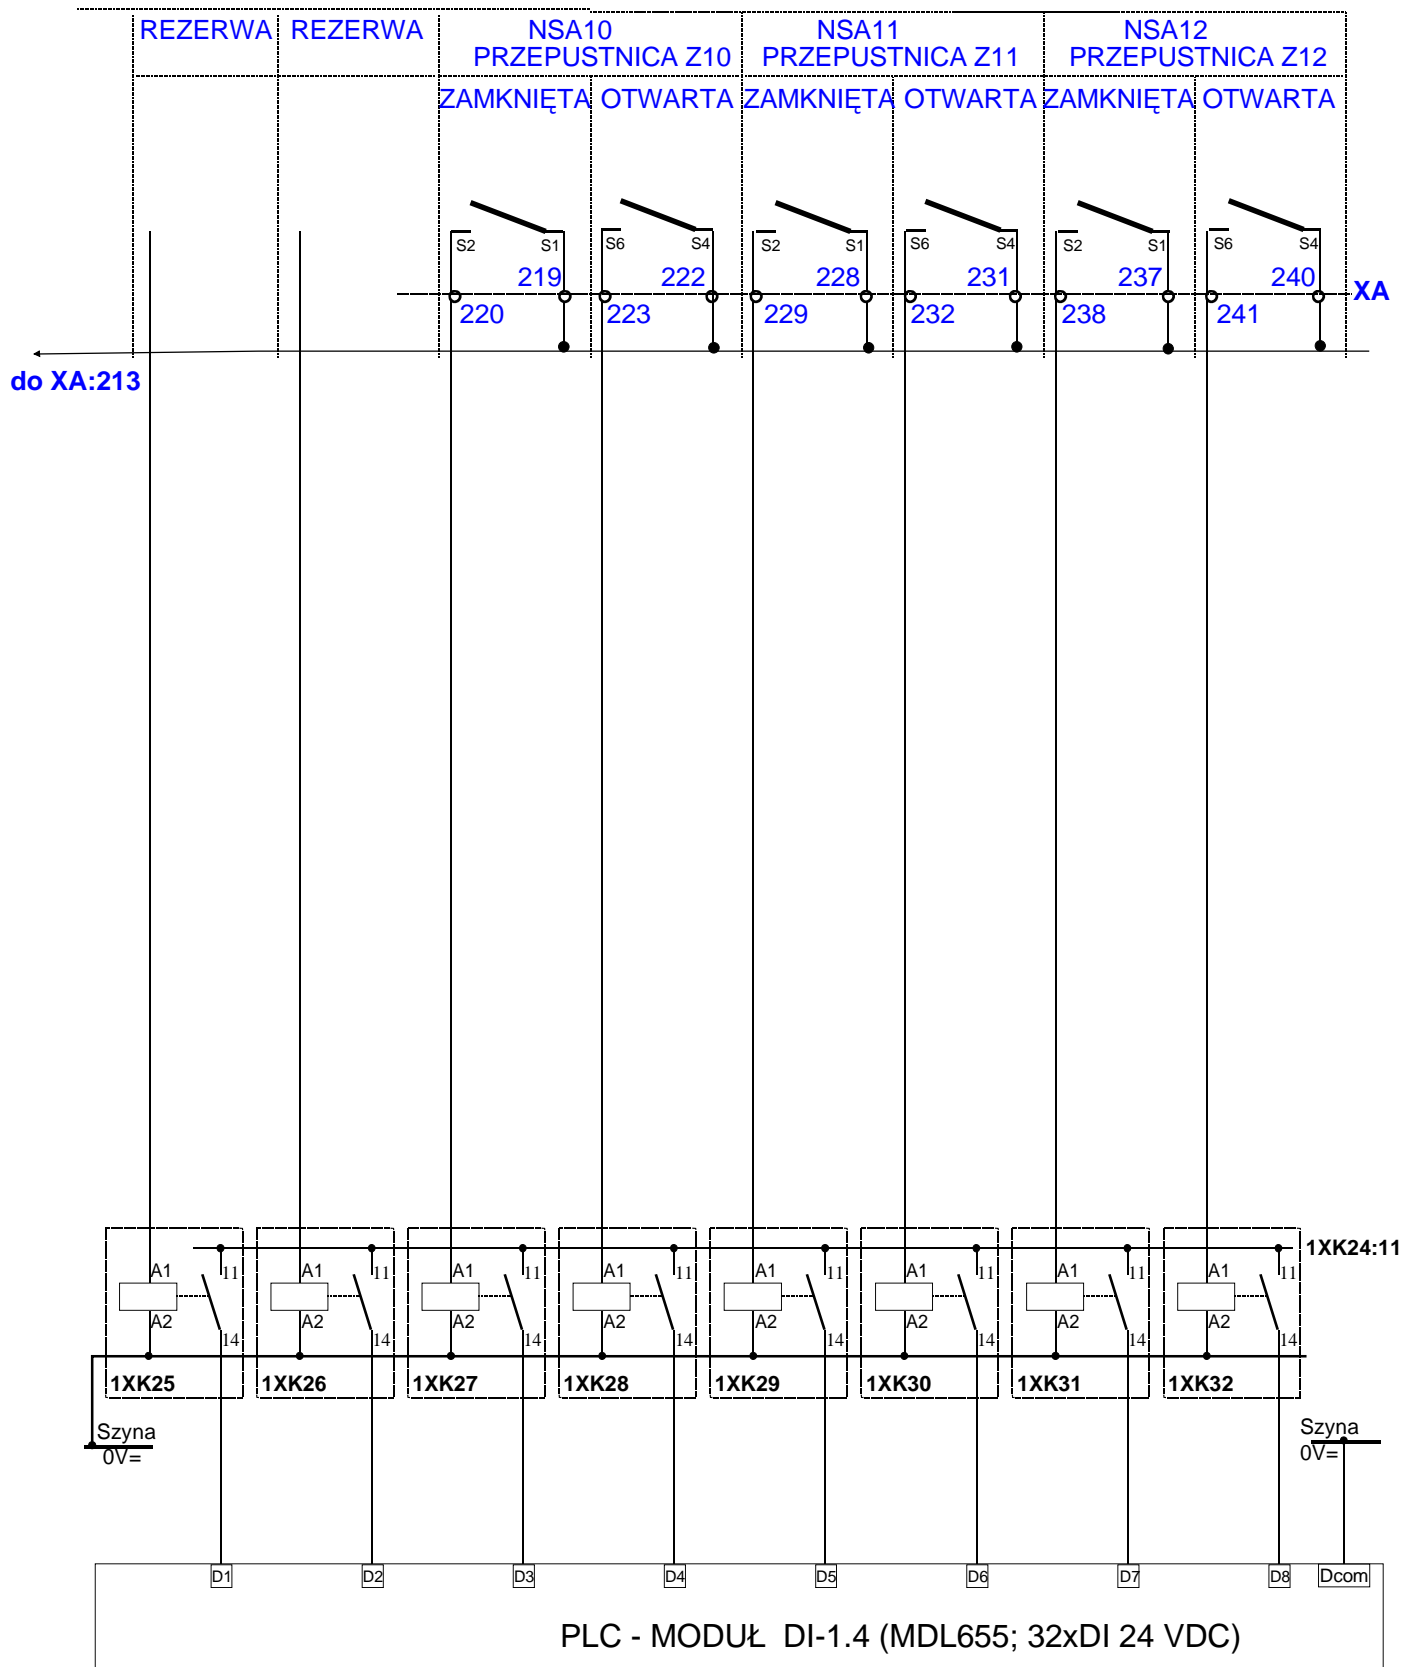 REZERWA REZERWA NSA10 NSA11 NSA12
PRZEPUSTNICA Z10 PRZEPUSTNICA Z11 PRZEPUSTNICA Z12
ZAMKNIĘTA OTWARTA ZAMKNIĘTA OTWARTA ZAMKNIĘTA OTWARTA
S2 S1 S6 S4 S2 S1 S6 S4 S2 S1 S6 S4
219 222 228 231 237 240
XA
220 223 229 232 238 241
do XA:213
1XK24:11
A1 11 A1 11 A1 11 A1 11 A1 11 A1 11 A1 11 A1 11
A2 14 A2 14 A2 14 A2 14 A2 14 A2 14 A2 14 A2 14
1XK25 1XK26 1XK27 1XK28 1XK29 1XK30 1XK31 1XK32
Szyna Szyna
0V= 0V=
D1 D2 D3 D4 D5 D6 D7 D8 Dcom
PLC - MODUŁ DI-1.4 (MDL655; 32xDI 24 VDC)